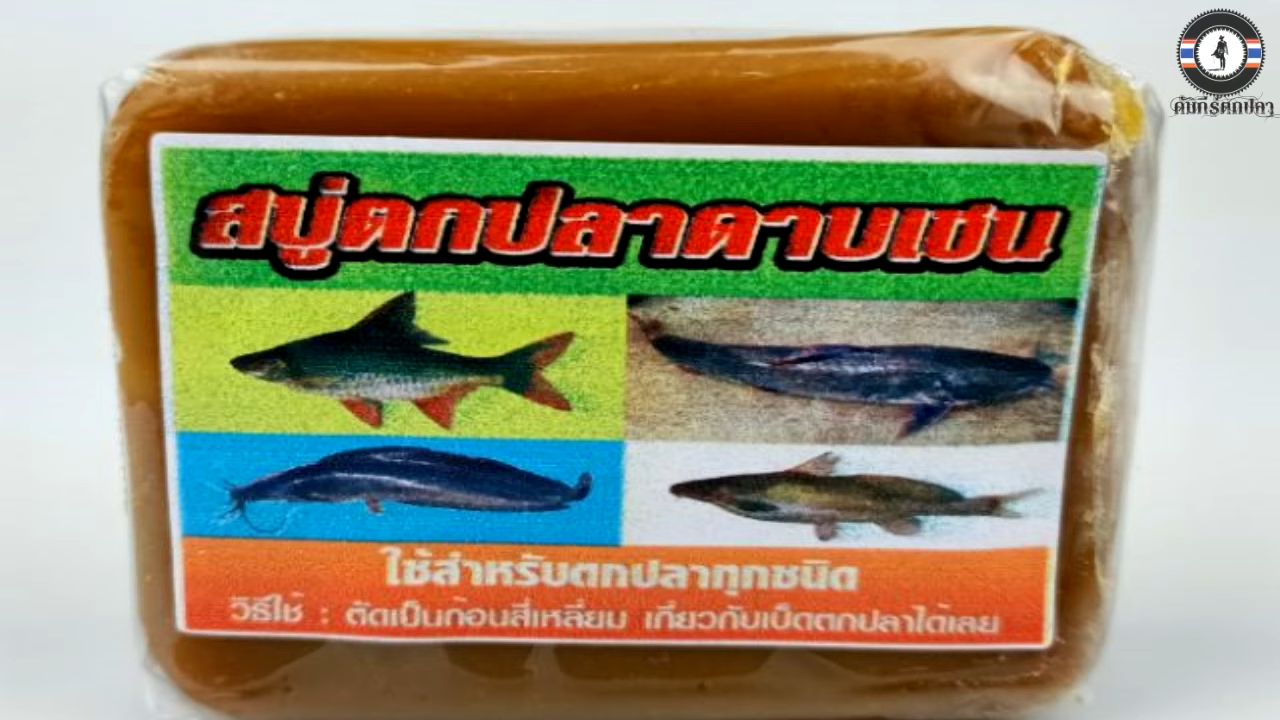 สบู่ตกปลาดาบเซน
ใช้สำหรับตกปลาทุกชนิด
วิธีใช้ : ตัดเป็นก้อนสี่เหลี่ยม เกี่ยวกับเบ็ดตกปลาได้เลย
คัมภีร์ตกปลา